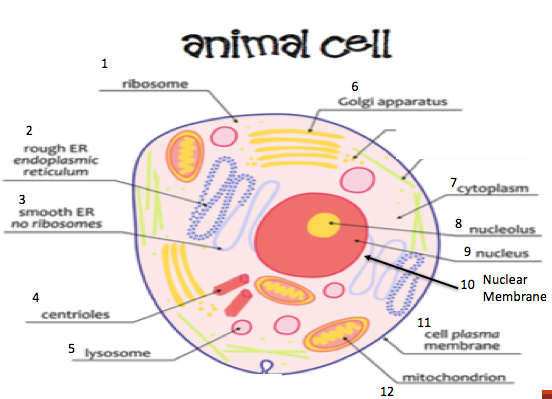 animal cell
1
ribosome
6
Golgi apparatus
2
rough ER
endoplasmic
reticulum
7
cytoplasm
3
smooth ER
no ribosomes
8
nucleolus
9 nucleus
10 Nuclear
Membrane
4
centrioles
11
cell plasma
membrane
5 lysosome
mitochondrion
12